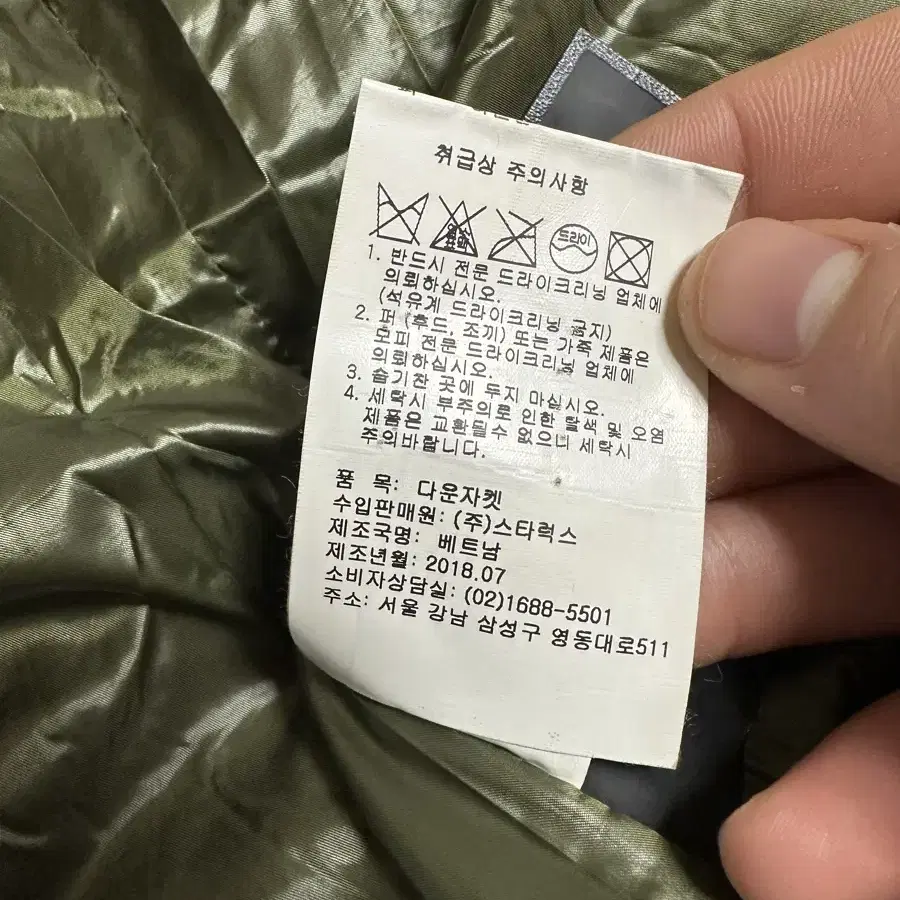 취급상 주의사항
표백 드라이
1. 반드시 전문 드라이크리닝 업체에
의뢰하십시오.
(석유계 드라이크리닝 금지)
2. 퍼 (후드, 조끼) 또는 가죽 제품은
모피 전문 드라이크리닝 업체에
의뢰하십시오.
3. 습기찬 곳에 두지 마십시오.
4. 세탁시 부주의로 인한 탈색 및 오염
제품은 교환될수 없으니 세탁시
주의바랍니다.
품 목: 다운자켓
수입판매원: (주)스타럭스
제조국명: 베트남
제조년월: 2018.07
소비자상담실: (02)1688-5501
주소: 서울 강남 삼성구 영동대로511